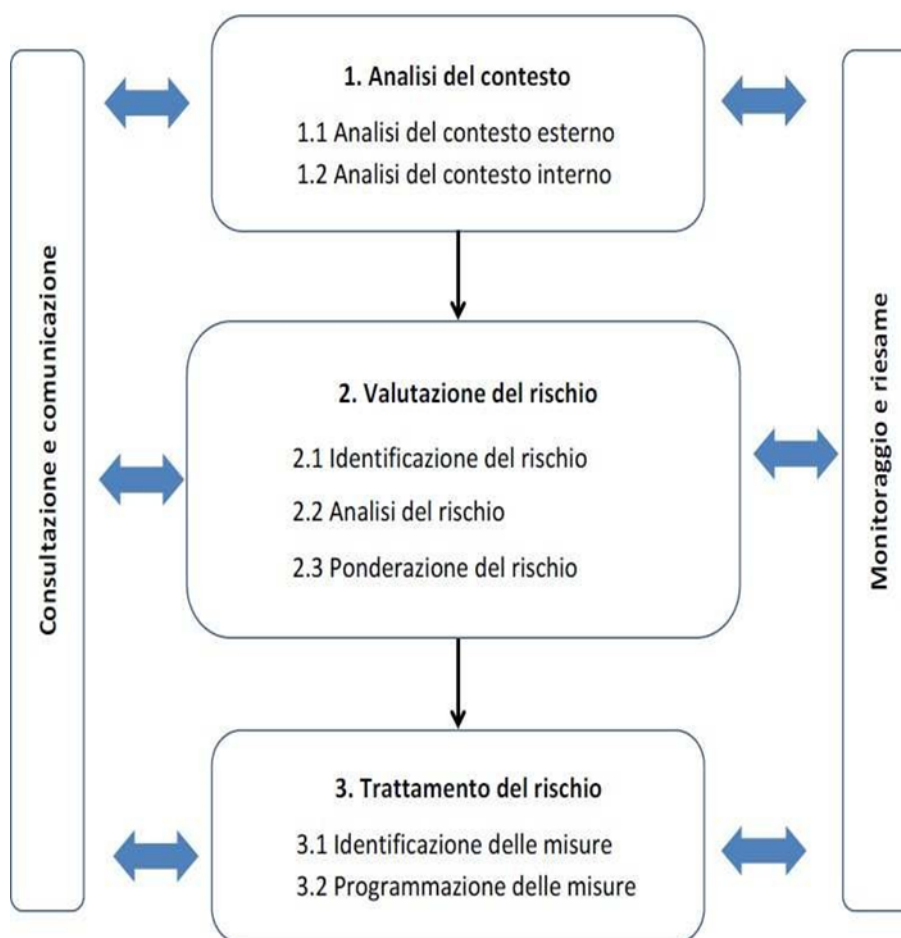 Consultazione e comunicazione
1. Analisi del contesto
1.1 Analisi del contesto esterno
1.2 Analisi del contesto interno
2. Valutazione del rischio
2.1 Identificazione del rischio
2.2 Analisi del rischio
2.3 Ponderazione del rischio
3. Trattamento del rischio
3.1 Identificazione delle misure
3.2 Programmazione delle misure
Monitoraggio e riesame